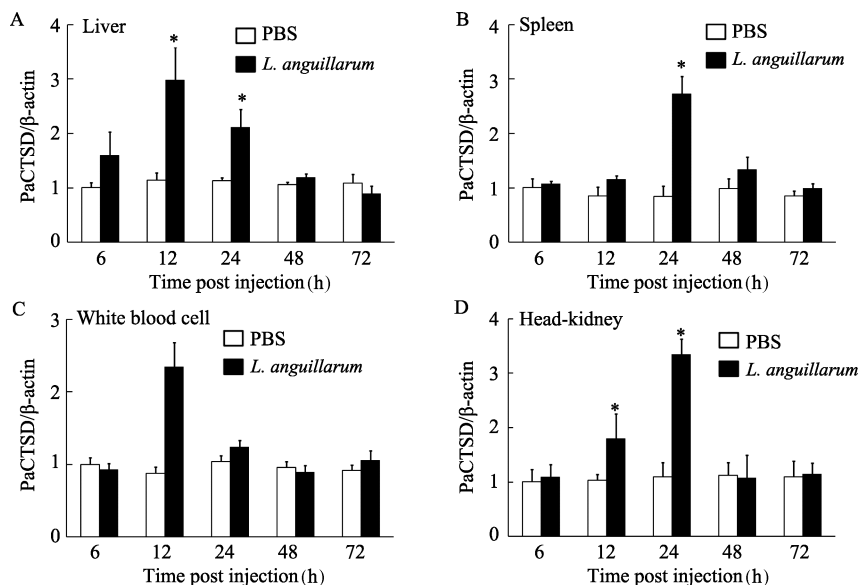 A
Liver
PBS
L. anguillarum
4
3
2
1
0
PaCTSD/β-actin
*
*
6 12 24 48 72
Time post injection (h)
B
Spleen
PBS
L. anguillarum
4
3
2
1
0
PaCTSD/β-actin
*
6 12 24 48 72
Time post injection (h)
C
White blood cell
PBS
L. anguillarum
3
2
1
0
PaCTSD/β-actin
6 12 24 48 72
Time post injection (h)
D
Head-kidney
PBS
L. anguillarum
4
3
2
1
0
PaCTSD/β-actin
*
*
6 12 24 48 72
Time post injection (h)